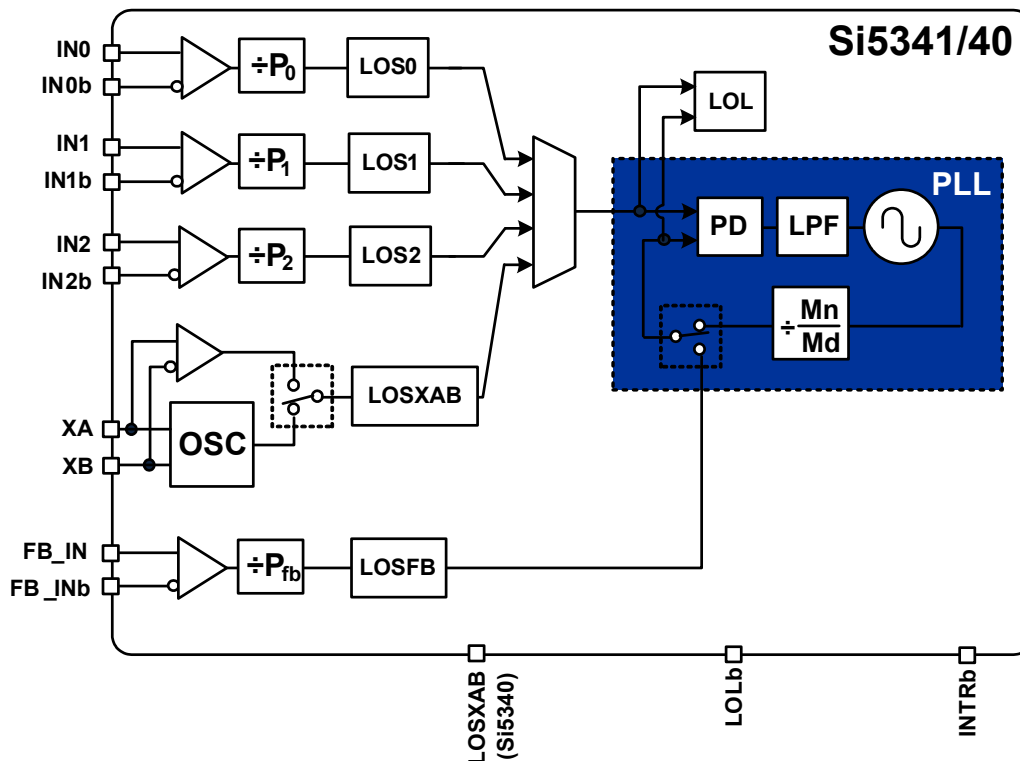 Si5341/40
IN0
IN0b
÷P0
LOS0
LOL
IN1
IN1b
÷P1
LOS1
PLL
PD
LPF
IN2
IN2b
÷P2
LOS2
÷Mn
Md
LOSXAB
XA
XB
OSC
FB_IN
FB_INb
÷Pfb
LOSFB
LOSXAB
(Si5340)
LOLb
INTRb